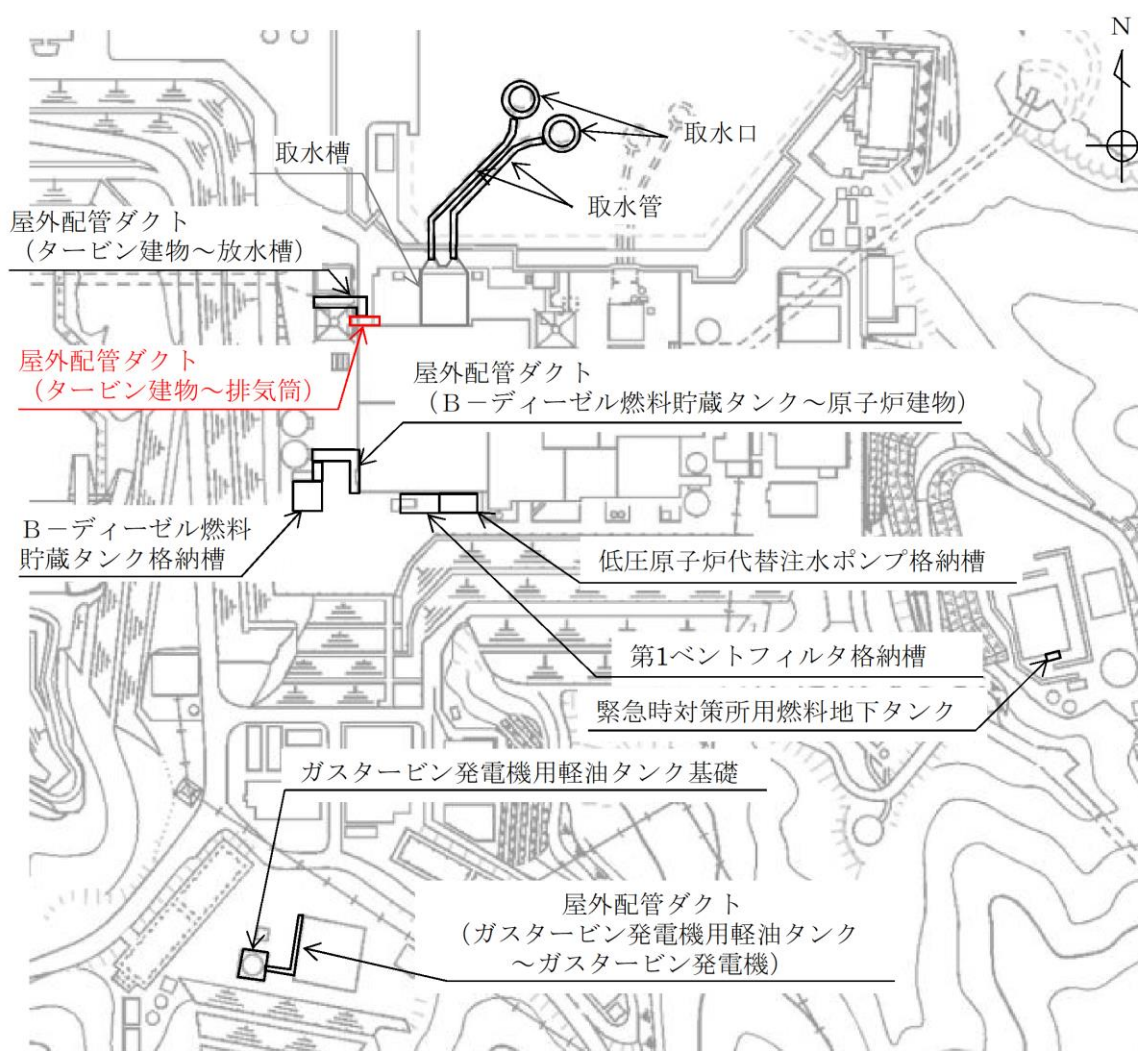 N
取水口
取水槽
取水管
屋外配管ダクト
（タービン建物～放水槽）
屋外配管ダクト
（タービン建物～排気筒）
屋外配管ダクト
（Ｂ－ディーゼル燃料貯蔵タンク～原子炉建物）
Ｂ－ディーゼル燃料
貯蔵タンク格納槽
低圧原子炉代替注水ポンプ格納槽
第1ベントフィルタ格納槽
緊急時対策所用燃料地下タンク
ガスタービン発電機用軽油タンク基礎
屋外配管ダクト
（ガスタービン発電機用軽油タンク
～ガスタービン発電機）